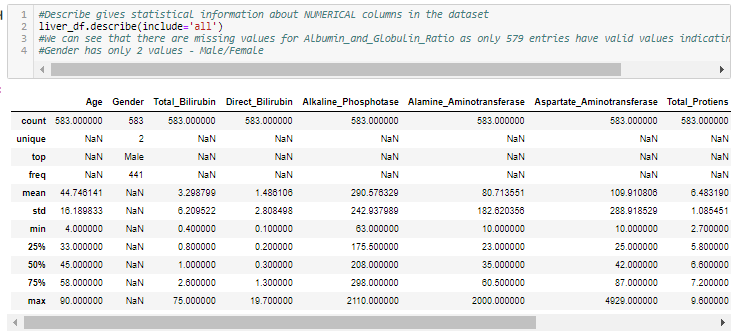 1 #Describe gives statistical information about NUMERICAL columns in the dataset
2 liver_df.describe(include='all')
3 #We can see that there are missing values for Albumin_and_Globulin_Ratio as only 579 entries have valid values indicatin
4 #Gender has only 2 values - Male/Female
Age Gender Total_Bilirubin Direct_Bilirubin Alkaline_Phosphotase Alamine_Aminotransferase Aspartate_Aminotransferase Total_Protiens
count 583.000000 583 583.000000 583.000000 583.000000 583.000000 583.000000 583.000000
unique NaN 2 NaN NaN NaN NaN NaN NaN
top NaN Male NaN NaN NaN NaN NaN NaN
freq NaN 441 NaN NaN NaN NaN NaN NaN
mean 44.746141 NaN 3.298799 1.486106 290.576329 80.713551 109.910806 6.483190
std 16.189833 NaN 6.209522 2.808498 242.937989 182.620356 288.918529 1.085451
min 4.000000 NaN 0.400000 0.100000 63.000000 10.000000 10.000000 2.700000
25% 33.000000 NaN 0.800000 0.200000 175.500000 23.000000 25.000000 5.800000
50% 45.000000 NaN 1.000000 0.300000 208.000000 35.000000 42.000000 6.600000
75% 58.000000 NaN 2.600000 1.300000 298.000000 60.500000 87.000000 7.200000
max 90.000000 NaN 75.000000 19.700000 2110.000000 2000.000000 4929.000000 9.600000